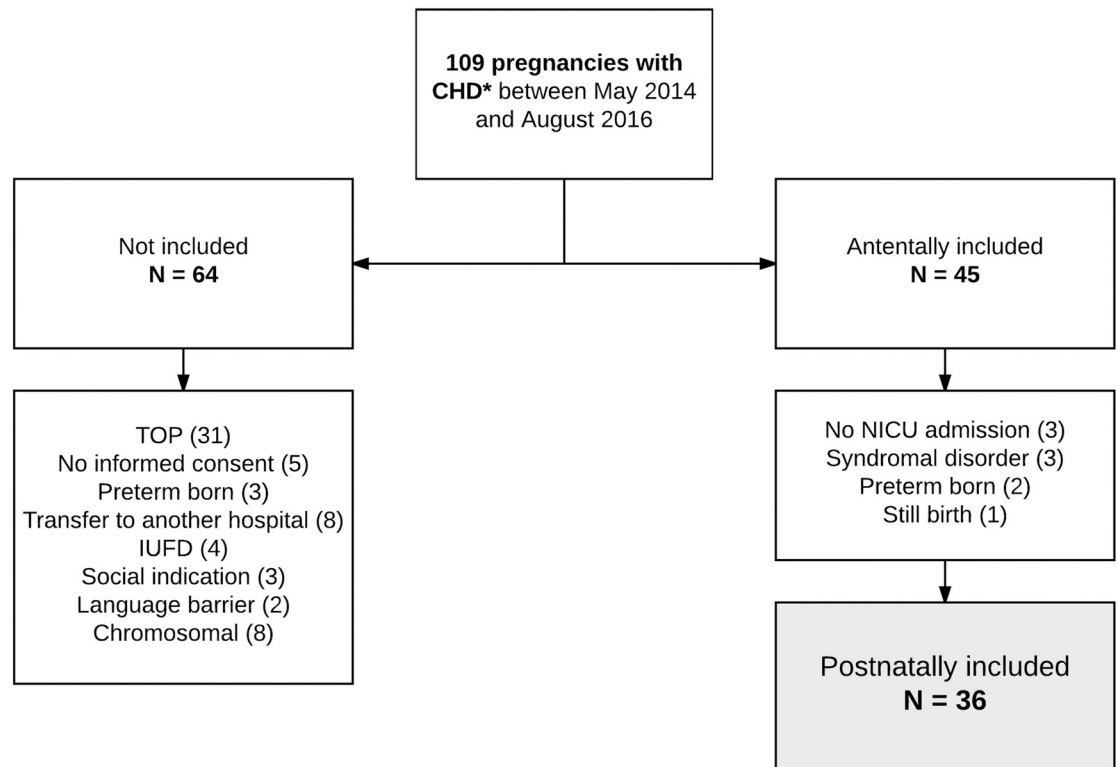 109 pregnancies with
CHD* between May 2014
and August 2016
Not included
N = 64
Antentally included
N = 45
TOP (31)
No informed consent (5)
Preterm born (3)
Transfer to another hospital (8)
IUFD (4)
Social indication (3)
Language barrier (2)
Chromosomal (8)
No NICU admission (3)
Syndromal disorder (3)
Preterm born (2)
Still birth (1)
Postnatally included
N = 36